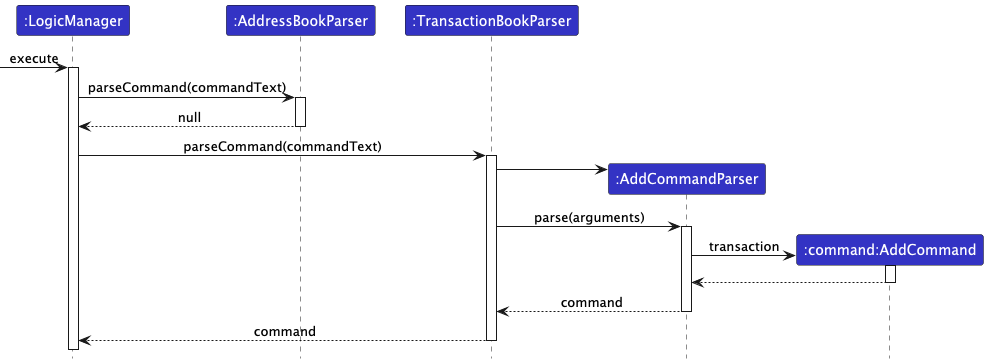 :LogicManager
:AddressBookParser
:TransactionBookParser
execute
parseCommand(commandText)
null
parseCommand(commandText)
:AddCommandParser
parse(arguments)
transaction
:command:AddCommand
command
command